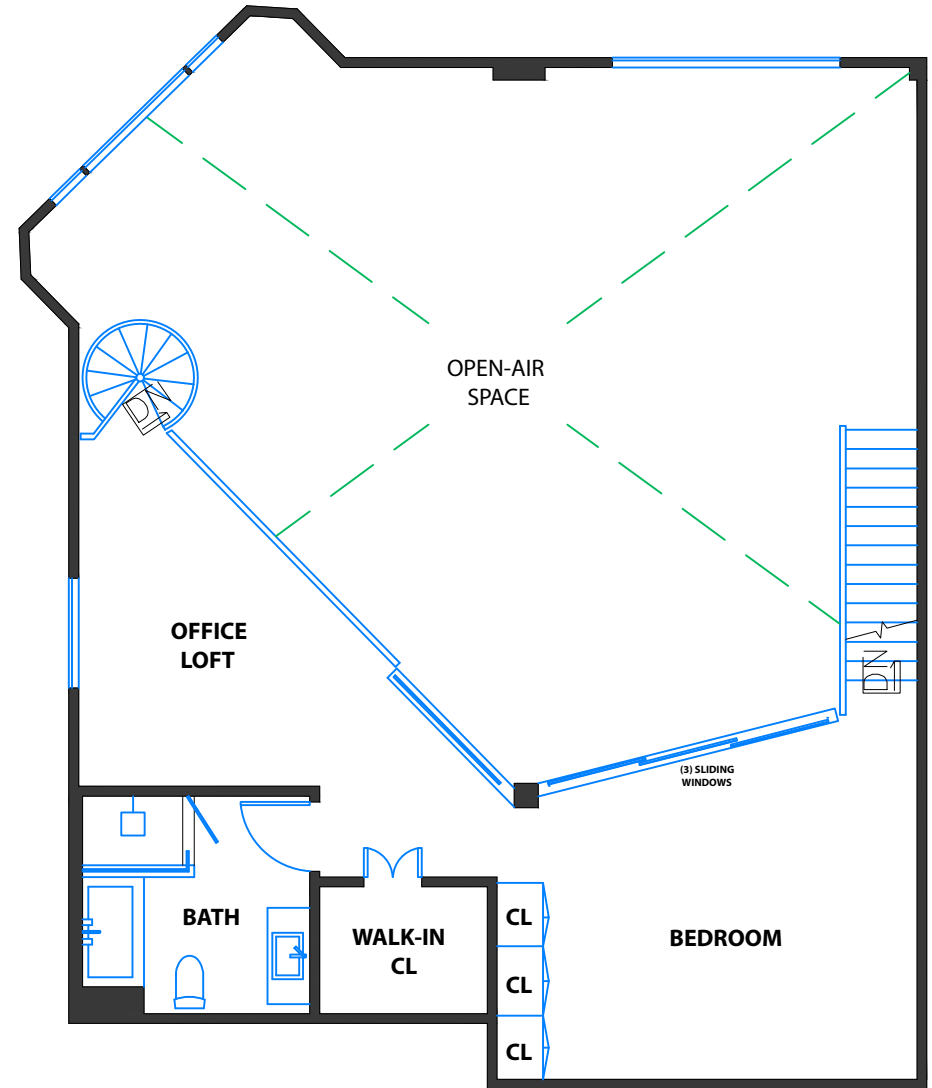 OPEN-AIR
SPACE
DN
DN
OFFICE
LOFT
(3) SLIDING
WINDOWS
BATH
WALK-IN
CL
CL
CL
CL
BEDROOM